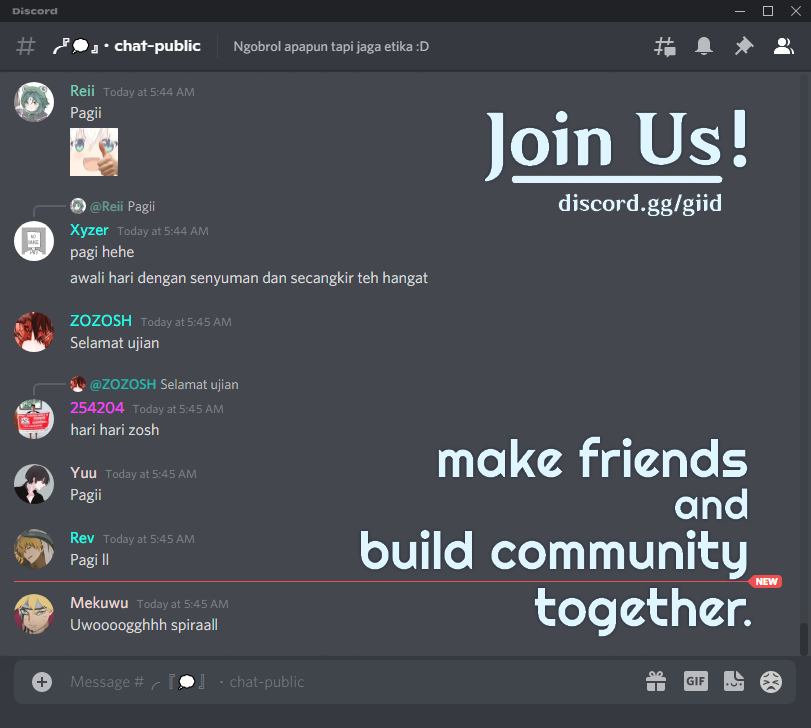 Discord
# 『💭』・chat-public
Ngobrol apapun tapi jaga etika :D
Reii Today at 5:44 AM
Pagii
Join Us!
discord.gg/giid
@Reii Pagii
Xyzer Today at 5:44 AM
pagi hehe
awali hari dengan senyuman dan secangkir teh hangat
ZOZOSH Today at 5:45 AM
Selamat ujian
@ZOZOSH Selamat ujian
254204 Today at 5:45 AM
hari hari zosh
Yuu Today at 5:45 AM
Pagii
Rev Today at 5:45 AM
Pagi ll
make friends
and
build community
together.
NEW
Mekuwu Today at 5:45 AM
Uwoooogghhh spiraall
Message # ╭『💭』・chat-public
GIF